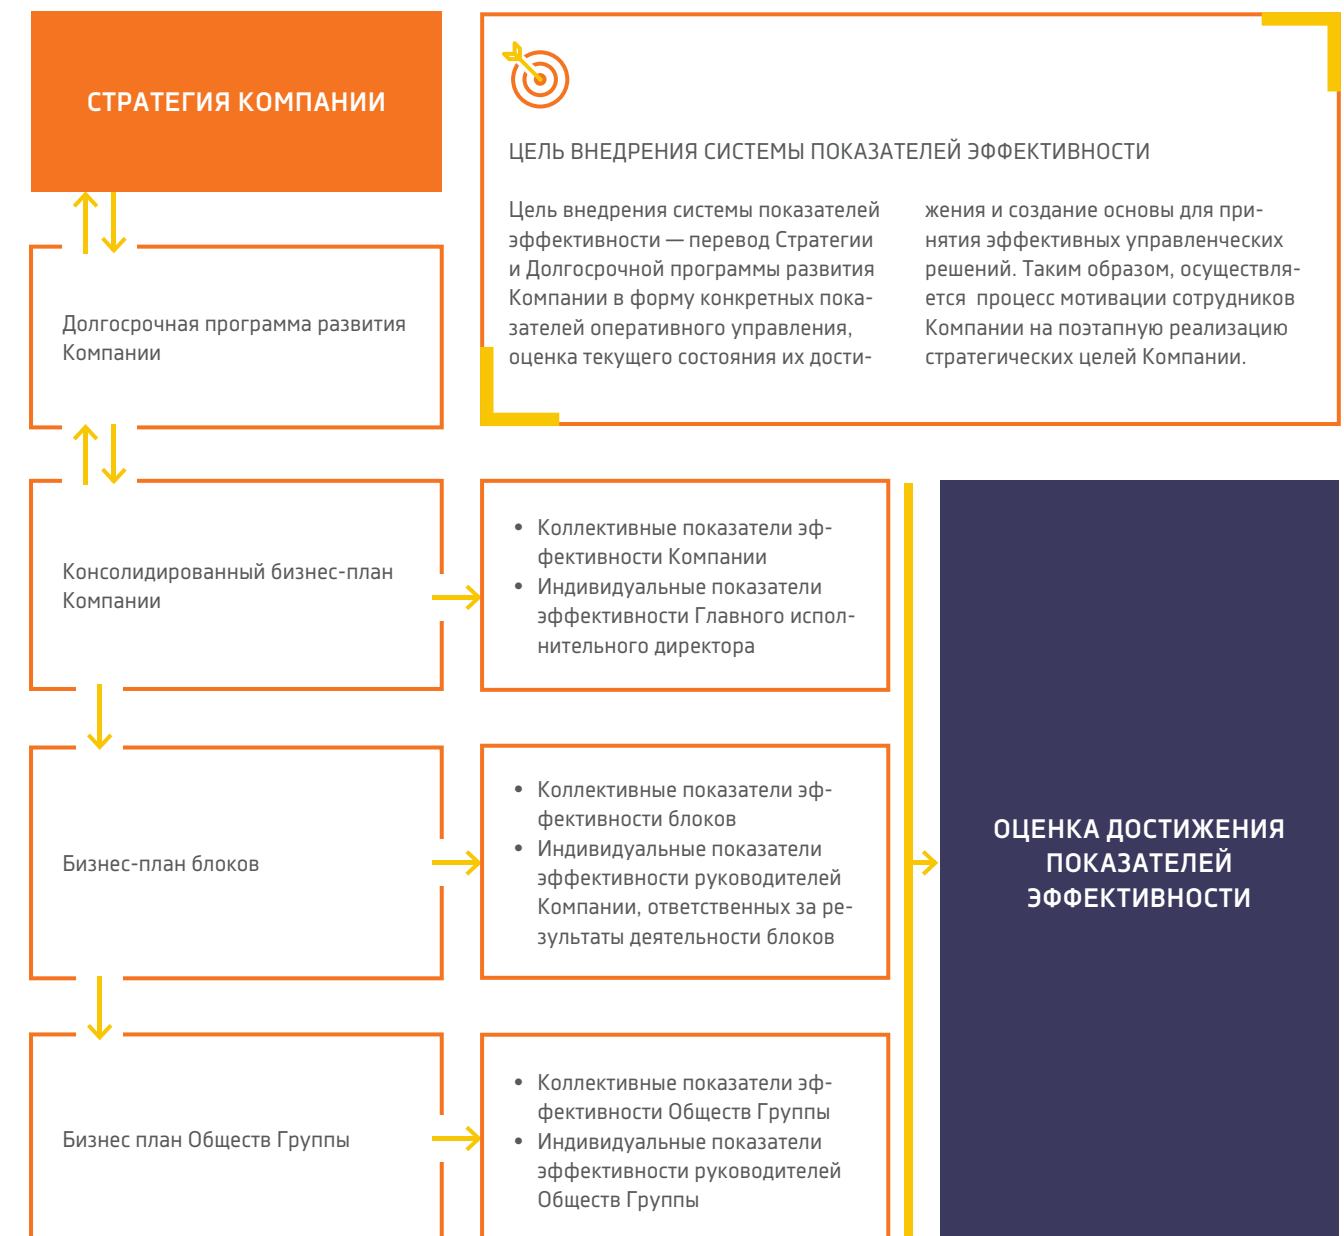 СТРАТЕГИЯ КОМПАНИИ
ЦЕЛЬ ВНЕДРЕНИЯ СИСТЕМЫ ПОКАЗАТЕЛЕЙ ЭФФЕКТИВНОСТИ
Цель внедрения системы показателей
эффективности — перевод Стратегии
и Долгосрочной программы развития
Компании в форму конкретных пока-
зателей оперативного управления,
оценка текущего состояния их дости-
жения и создание основы для при-
нятия эффективных управленческих
решений. Таким образом, осуществля-
ется процесс мотивации сотрудников
Компании на поэтапную реализацию
стратегических целей Компании.
Долгосрочная программа развития
Компании
Консолидированный бизнес-план
Компании
• Коллективные показатели эф-
фективности Компании
• Индивидуальные показатели
эффективности Главного испол-
нительного директора
Бизнес-план блоков
• Коллективные показатели эф-
фективности блоков
• Индивидуальные показатели
эффективности руководителей
Компании, ответственных за ре-
зультаты деятельности блоков
Бизнес план Обществ Группы
• Коллективные показатели эф-
фективности Обществ Группы
• Индивидуальные показатели
эффективности руководителей
Обществ Группы
ОЦЕНКА ДОСТИЖЕНИЯ
ПОКАЗАТЕЛЕЙ
ЭФФЕКТИВНОСТИ